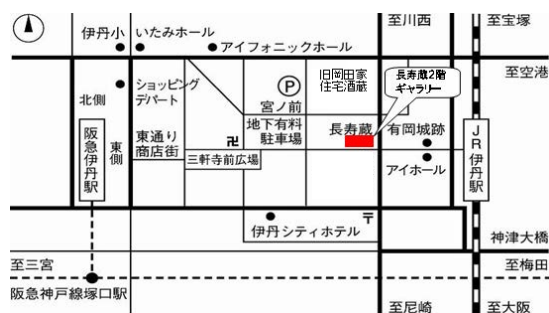 至川西
至宝塚
伊丹小
いたみホール
アイフォニックホール
至空港
北側
ショッピング
デパート
P
宮ノ前
地下有料
駐車場
旧岡田家
住宅酒蔵
長寿蔵2階
ギャラリー
阪急伊丹駅
東側
東通り
商店街
卍
三軒寺前広場
長寿蔵
有岡城跡
アイホール
JR伊丹駅
伊丹シティホテル
〒
神津大橋
至三宮
至梅田
阪急神戸線塚口駅
至尼崎
至大阪